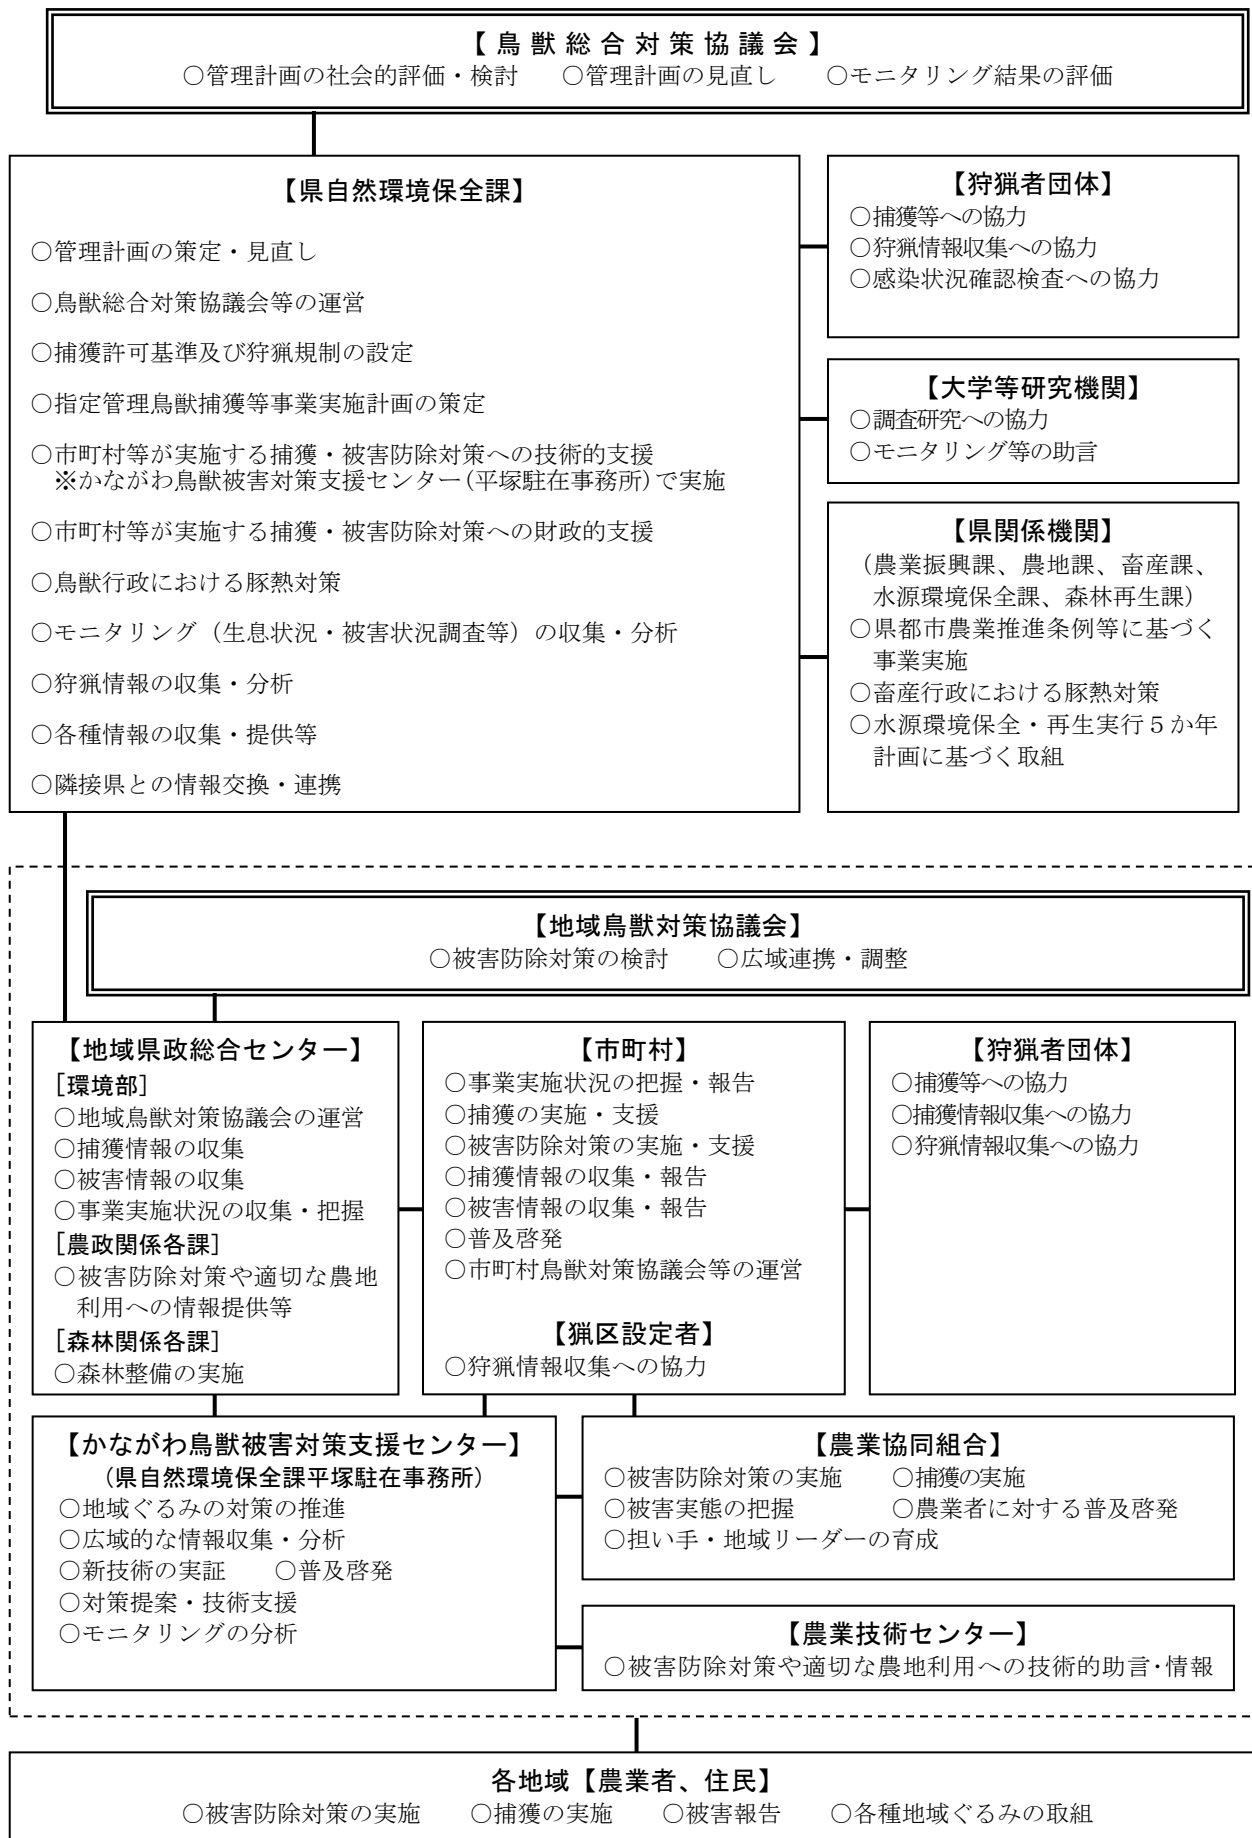 【鳥獣総合対策協議会】
○管理計画の社会的評価・検討　○管理計画の見直し　○モニタリング結果の評価
【県自然環境保全課】
○管理計画の策定・見直し
○鳥獣総合対策協議会等の運営
○捕獲許可基準及び狩猟規制の設定
○指定管理鳥獣捕獲等事業実施計画の策定
○市町村等が実施する捕獲・被害防除対策への技術的支援
※かながわ鳥獣被害対策支援センター(平塚駐在事務所)で実施
○市町村等が実施する捕獲・被害防除対策への財政的支援
○鳥獣行政における豚熱対策
○モニタリング（生息状況・被害状況調査等）の収集・分析
○狩猟情報の収集・分析
○各種情報の収集・提供等
○隣接県との情報交換・連携
【狩猟者団体】
○捕獲等への協力
○狩猟情報収集への協力
○感染状況確認検査への協力
【大学等研究機関】
○調査研究への協力
○モニタリング等の助言
【県関係機関】
（農業振興課、農地課、畜産課、
水源環境保全課、森林再生課）
○県都市農業推進条例等に基づく
事業実施
○畜産行政における豚熱対策
○水源環境保全・再生実行５か年
計画に基づく取組
【地域鳥獣対策協議会】
○被害防除対策の検討　○広域連携・調整
【地域県政総合センター】
［環境部］
○地域鳥獣対策協議会の運営
○捕獲情報の収集
○被害情報の収集
○事業実施状況の収集・把握
［農政関係各課］
○被害防除対策や適切な農地
利用への情報提供等
［森林関係各課］
○森林整備の実施
【市町村】
○事業実施状況の把握・報告
○捕獲の実施・支援
○被害防除対策の実施・支援
○捕獲情報の収集・報告
○被害情報の収集・報告
○普及啓発
○市町村鳥獣対策協議会等の運営
【猟区設定者】
○狩猟情報収集への協力
【狩猟者団体】
○捕獲等への協力
○捕獲情報収集への協力
○狩猟情報収集への協力
【かながわ鳥獣被害対策支援センター】
（県自然環境保全課平塚駐在事務所）
○地域ぐるみの対策の推進
○広域的な情報収集・分析
○新技術の実証　○普及啓発
○対策提案・技術支援
○モニタリングの分析
【農業協同組合】
○被害防除対策の実施　○捕獲の実施
○被害実態の把握　○農業者に対する普及啓発
○担い手・地域リーダーの育成
【農業技術センター】
○被害防除対策や適切な農地利用への技術的助言・情報
各地域【農業者、住民】
○被害防除対策の実施　○捕獲の実施　○被害報告　○各種地域ぐるみの取組